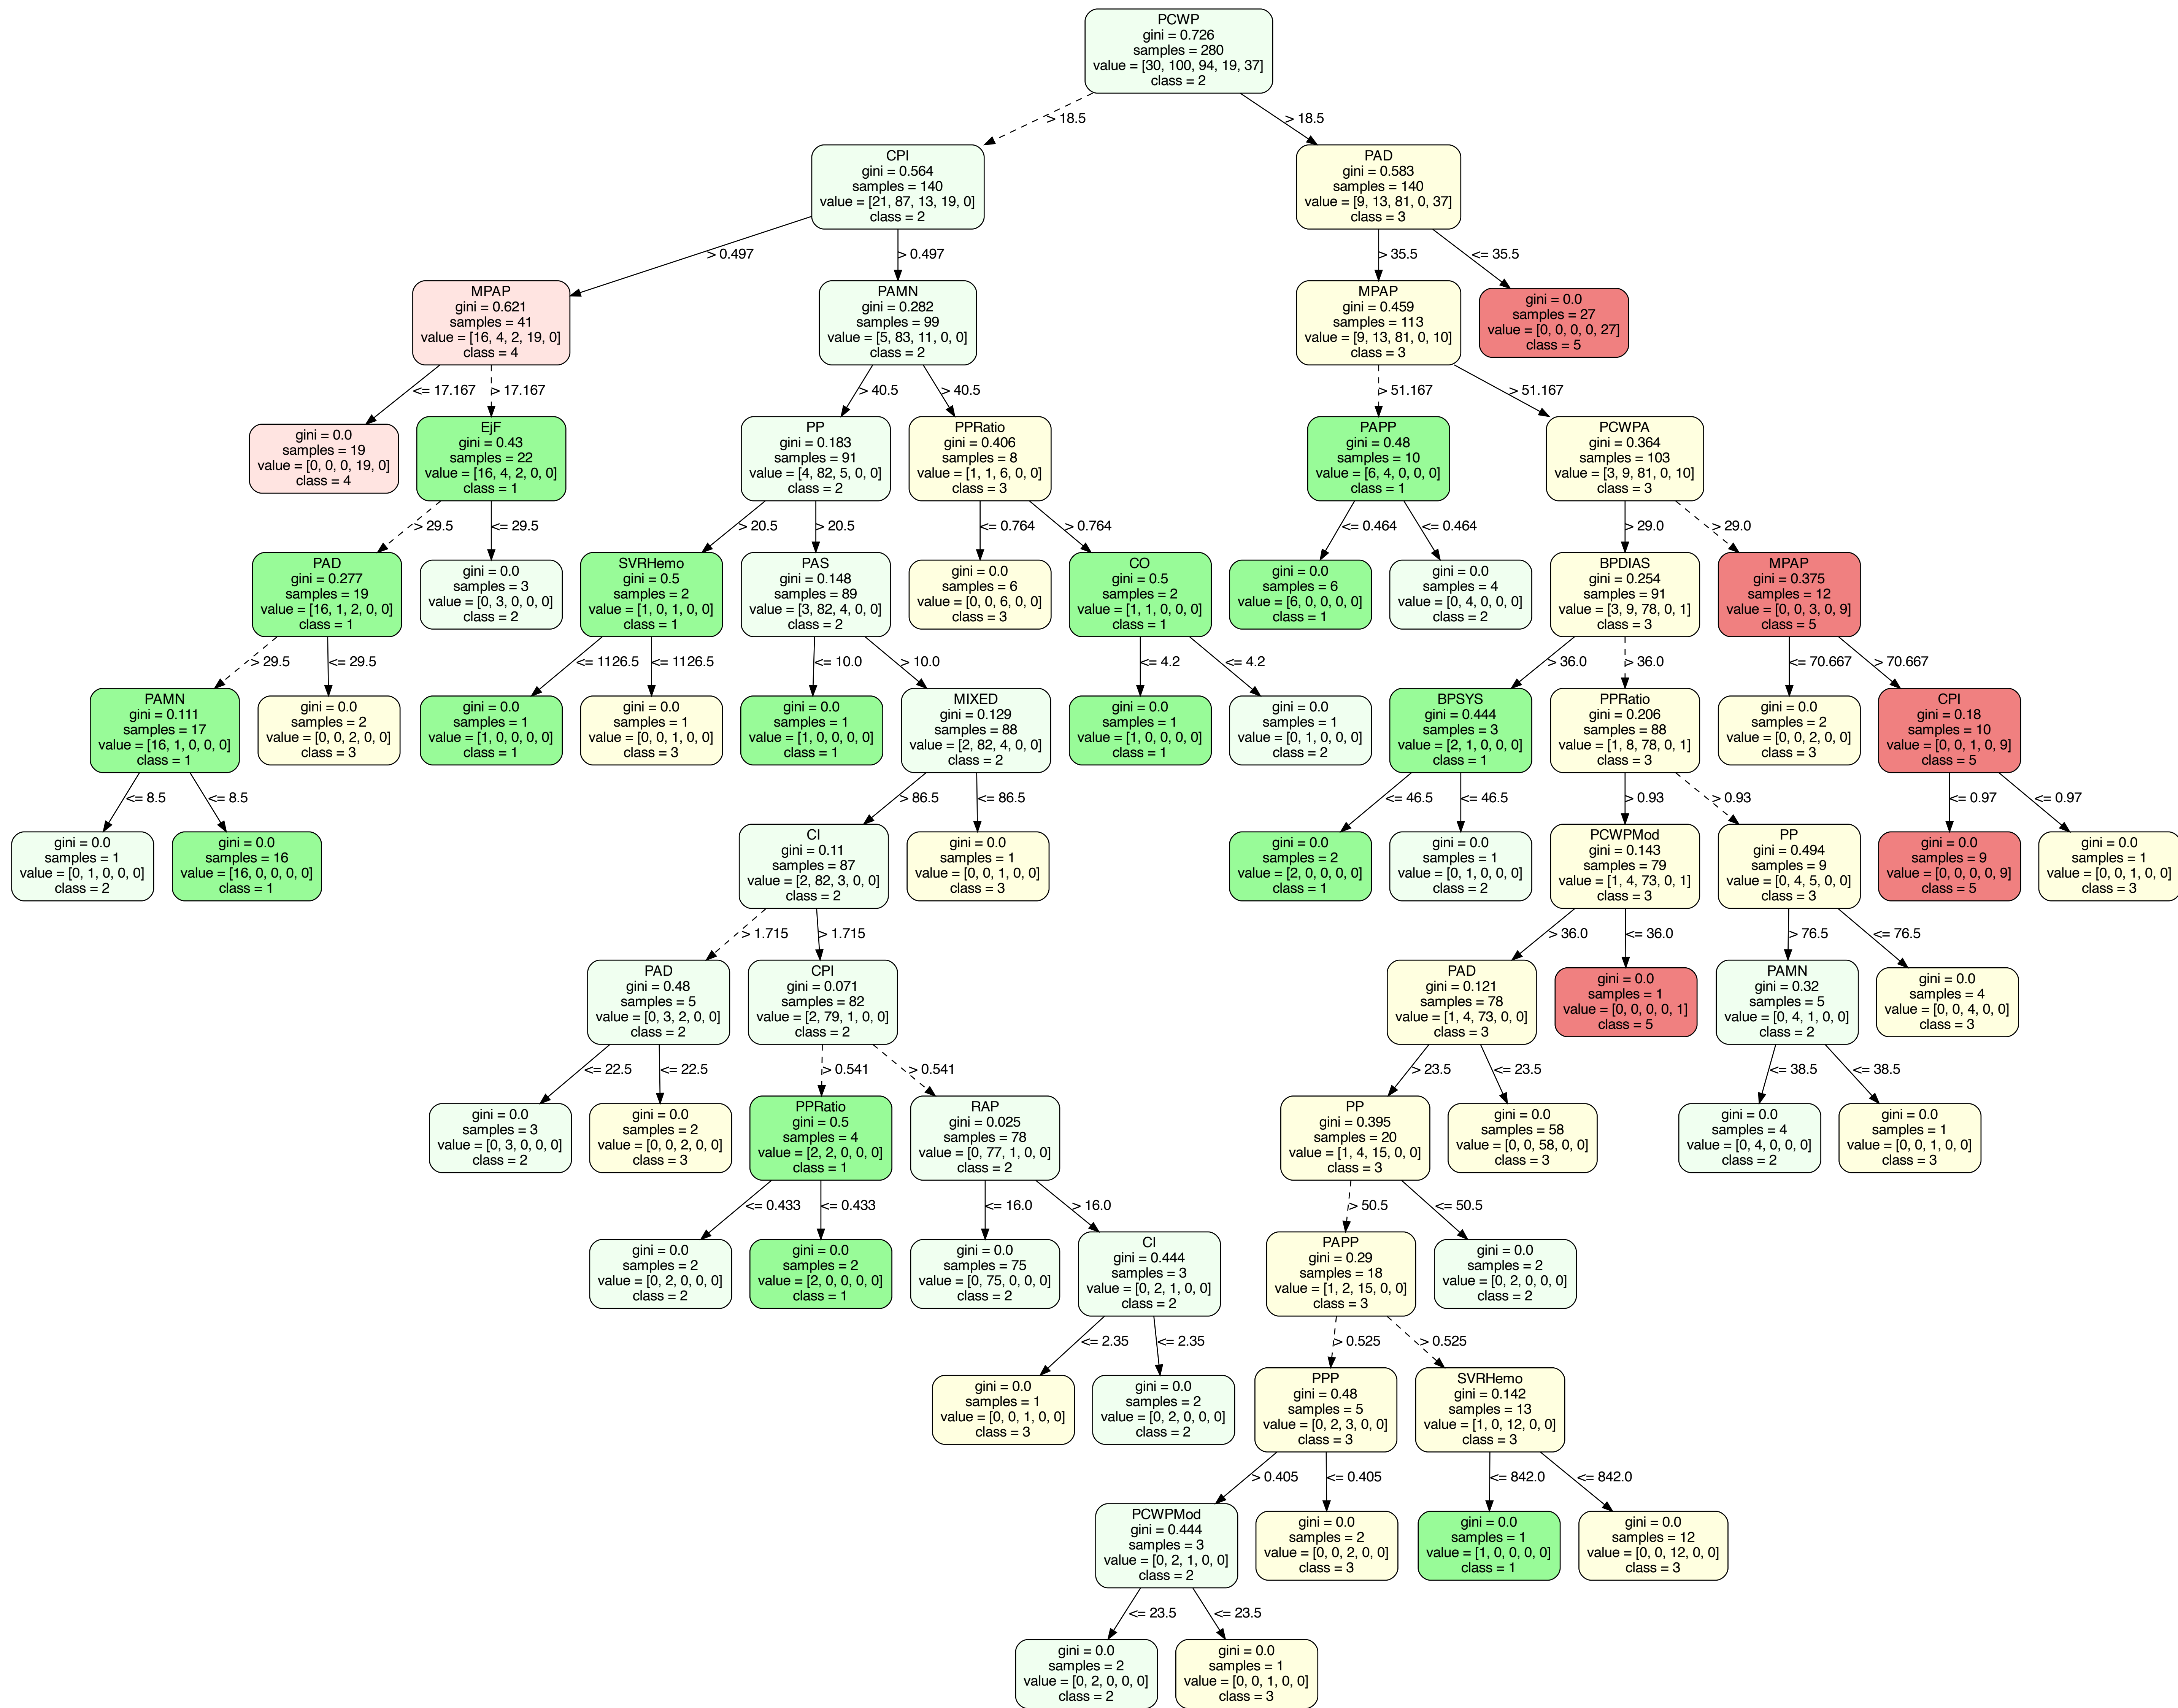 PCWP
gini = 0.726
samples = 280
value = [30, 100, 94, 19, 37]
class = 2
> 18.5
> 18.5
CPI
gini = 0.564
samples = 140
value = [21, 87, 13, 19, 0]
class = 2
PAD
gini = 0.583
samples = 140
value = [9, 13, 81, 0, 37]
class = 3
> 0.497
> 0.497
> 35.5
<= 35.5
MPAP
gini = 0.621
samples = 41
value = [16, 4, 2, 19, 0]
class = 4
PAMN
gini = 0.282
samples = 99
value = [5, 83, 11, 0, 0]
class = 2
MPAP
gini = 0.459
samples = 113
value = [9, 13, 81, 0, 10]
class = 3
gini = 0.0
samples = 27
value = [0, 0, 0, 0, 27]
class = 5
<= 17.167
> 17.167
> 40.5
> 40.5
> 51.167
> 51.167
gini = 0.0
samples = 19
value = [0, 0, 0, 19, 0]
class = 4
EjF
gini = 0.43
samples = 22
value = [16, 4, 2, 0, 0]
class = 1
PP
gini = 0.183
samples = 91
value = [4, 82, 5, 0, 0]
class = 2
PPRatio
gini = 0.406
samples = 8
value = [1, 1, 6, 0, 0]
class = 3
PAPP
gini = 0.48
samples = 10
value = [6, 4, 0, 0, 0]
class = 1
PCWPA
gini = 0.364
samples = 103
value = [3, 9, 81, 0, 10]
class = 3
> 29.5
<= 29.5
> 20.5
> 20.5
<= 0.764
> 0.764
<= 0.464
<= 0.464
> 29.0
> 29.0
PAD
gini = 0.277
samples = 19
value = [16, 1, 2, 0, 0]
class = 1
gini = 0.0
samples = 3
value = [0, 3, 0, 0, 0]
class = 2
SVRHemo
gini = 0.5
samples = 2
value = [1, 0, 1, 0, 0]
class = 1
PAS
gini = 0.148
samples = 89
value = [3, 82, 4, 0, 0]
class = 2
gini = 0.0
samples = 6
value = [0, 0, 6, 0, 0]
class = 3
CO
gini = 0.5
samples = 2
value = [1, 1, 0, 0, 0]
class = 1
gini = 0.0
samples = 6
value = [6, 0, 0, 0, 0]
class = 1
gini = 0.0
samples = 4
value = [0, 4, 0, 0, 0]
class = 2
BPDIAS
gini = 0.254
samples = 91
value = [3, 9, 78, 0, 1]
class = 3
MPAP
gini = 0.375
samples = 12
value = [0, 0, 3, 0, 9]
class = 5
> 29.5
<= 29.5
<= 1126.5
<= 1126.5
<= 10.0
> 10.0
<= 4.2
<= 4.2
> 36.0
> 36.0
<= 70.667
> 70.667
PAMN
gini = 0.111
samples = 17
value = [16, 1, 0, 0, 0]
class = 1
gini = 0.0
samples = 2
value = [0, 0, 2, 0, 0]
class = 3
gini = 0.0
samples = 1
value = [1, 0, 0, 0, 0]
class = 1
gini = 0.0
samples = 1
value = [0, 0, 1, 0, 0]
class = 3
gini = 0.0
samples = 1
value = [1, 0, 0, 0, 0]
class = 1
MIXED
gini = 0.129
samples = 88
value = [2, 82, 4, 0, 0]
class = 2
gini = 0.0
samples = 1
value = [1, 0, 0, 0, 0]
class = 1
gini = 0.0
samples = 1
value = [0, 1, 0, 0, 0]
class = 2
BPSYS
gini = 0.444
samples = 3
value = [2, 1, 0, 0, 0]
class = 1
PPRatio
gini = 0.206
samples = 88
value = [1, 8, 78, 0, 1]
class = 3
gini = 0.0
samples = 2
value = [0, 0, 2, 0, 0]
class = 3
CPI
gini = 0.18
samples = 10
value = [0, 0, 1, 0, 9]
class = 5
<= 8.5
<= 8.5
> 86.5
<= 86.5
<= 46.5
<= 46.5
> 0.93
> 0.93
<= 0.97
<= 0.97
gini = 0.0
samples = 1
value = [0, 1, 0, 0, 0]
class = 2
gini = 0.0
samples = 16
value = [16, 0, 0, 0, 0]
class = 1
CI
gini = 0.11
samples = 87
value = [2, 82, 3, 0, 0]
class = 2
gini = 0.0
samples = 1
value = [0, 0, 1, 0, 0]
class = 3
gini = 0.0
samples = 2
value = [2, 0, 0, 0, 0]
class = 1
gini = 0.0
samples = 1
value = [0, 1, 0, 0, 0]
class = 2
PCWPMod
gini = 0.143
samples = 79
value = [1, 4, 73, 0, 1]
class = 3
PP
gini = 0.494
samples = 9
value = [0, 4, 5, 0, 0]
class = 3
gini = 0.0
samples = 9
value = [0, 0, 0, 0, 9]
class = 5
gini = 0.0
samples = 1
value = [0, 0, 1, 0, 0]
class = 3
> 1.715
> 1.715
> 36.0
<= 36.0
> 76.5
<= 76.5
PAD
gini = 0.48
samples = 5
value = [0, 3, 2, 0, 0]
class = 2
CPI
gini = 0.071
samples = 82
value = [2, 79, 1, 0, 0]
class = 2
PAD
gini = 0.121
samples = 78
value = [1, 4, 73, 0, 0]
class = 3
gini = 0.0
samples = 1
value = [0, 0, 0, 0, 1]
class = 5
PAMN
gini = 0.32
samples = 5
value = [0, 4, 1, 0, 0]
class = 2
gini = 0.0
samples = 4
value = [0, 0, 4, 0, 0]
class = 3
<= 22.5
<= 22.5
> 0.541
> 0.541
> 23.5
<= 23.5
<= 38.5
<= 38.5
gini = 0.0
samples = 3
value = [0, 3, 0, 0, 0]
class = 2
gini = 0.0
samples = 2
value = [0, 0, 2, 0, 0]
class = 3
PPRatio
gini = 0.5
samples = 4
value = [2, 2, 0, 0, 0]
class = 1
RAP
gini = 0.025
samples = 78
value = [0, 77, 1, 0, 0]
class = 2
PP
gini = 0.395
samples = 20
value = [1, 4, 15, 0, 0]
class = 3
gini = 0.0
samples = 58
value = [0, 0, 58, 0, 0]
class = 3
gini = 0.0
samples = 4
value = [0, 4, 0, 0, 0]
class = 2
gini = 0.0
samples = 1
value = [0, 0, 1, 0, 0]
class = 3
<= 0.433
<= 0.433
<= 16.0
> 16.0
> 50.5
<= 50.5
gini = 0.0
samples = 2
value = [0, 2, 0, 0, 0]
class = 2
gini = 0.0
samples = 2
value = [2, 0, 0, 0, 0]
class = 1
gini = 0.0
samples = 75
value = [0, 75, 0, 0, 0]
class = 2
CI
gini = 0.444
samples = 3
value = [0, 2, 1, 0, 0]
class = 2
PAPP
gini = 0.29
samples = 18
value = [1, 2, 15, 0, 0]
class = 3
gini = 0.0
samples = 2
value = [0, 2, 0, 0, 0]
class = 2
<= 2.35
<= 2.35
> 0.525
> 0.525
gini = 0.0
samples = 1
value = [0, 0, 1, 0, 0]
class = 3
gini = 0.0
samples = 2
value = [0, 2, 0, 0, 0]
class = 2
PPP
gini = 0.48
samples = 5
value = [0, 2, 3, 0, 0]
class = 3
SVRHemo
gini = 0.142
samples = 13
value = [1, 0, 12, 0, 0]
class = 3
> 0.405
<= 0.405
<= 842.0
<= 842.0
PCWPMod
gini = 0.444
samples = 3
value = [0, 2, 1, 0, 0]
class = 2
gini = 0.0
samples = 2
value = [0, 0, 2, 0, 0]
class = 3
gini = 0.0
samples = 1
value = [1, 0, 0, 0, 0]
class = 1
gini = 0.0
samples = 12
value = [0, 0, 12, 0, 0]
class = 3
<= 23.5
<= 23.5
gini = 0.0
samples = 2
value = [0, 2, 0, 0, 0]
class = 2
gini = 0.0
samples = 1
value = [0, 0, 1, 0, 0]
class = 3